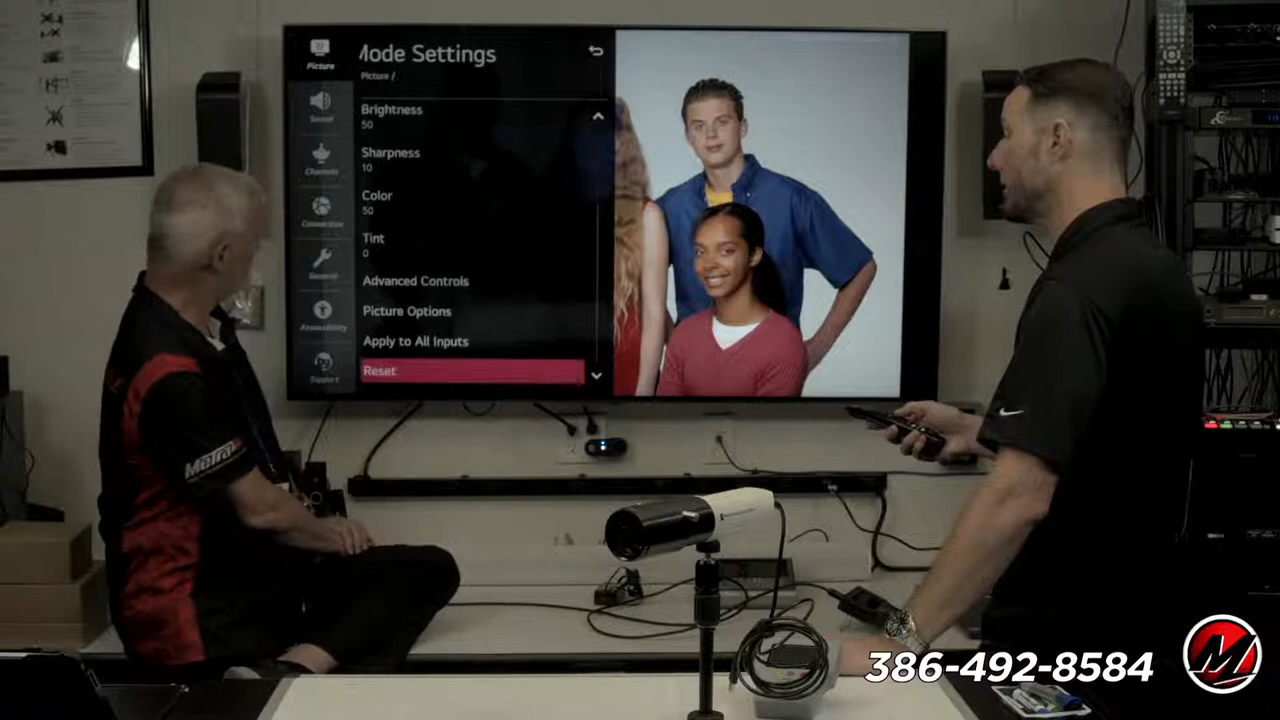 Picture
Mode Settings
Picture /
Brightness
50
Sharpness
10
Color
50
Tint
0
Advanced Controls
Picture Options
Apply to All Inputs
Reset
Sound
Channels
Connection
General
Accessibility
Support
Metra
386-492-8584
M